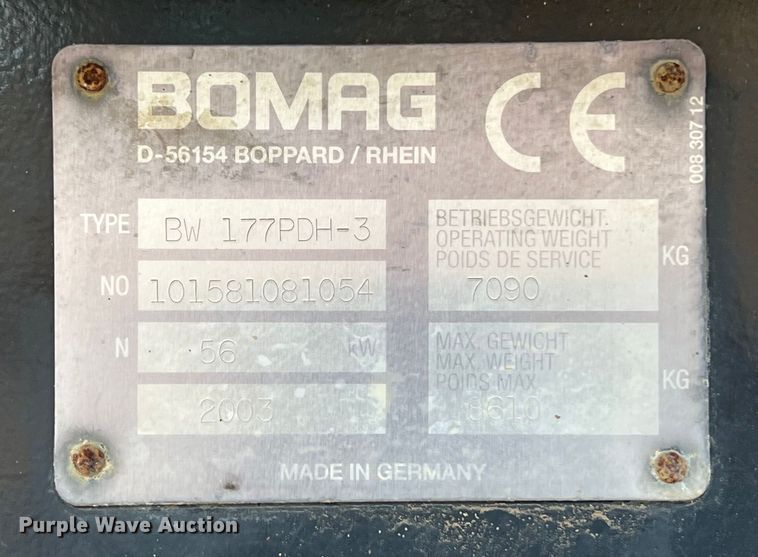 BOMAG CE
D-56154 BOPPARD / RHEIN
008 307 12
TYPE BW 177PDH-3
NO 101581081054
N 56 kW
2003
BETRIEBSGEWICHT.
OPERATING WEIGHT
POIDS DE SERVICE
7090 KG
MAX. GEWICHT
MAX. WEIGHT
POIDS MAX.
8610 KG
MADE IN GERMANY
Purple Wave Auction